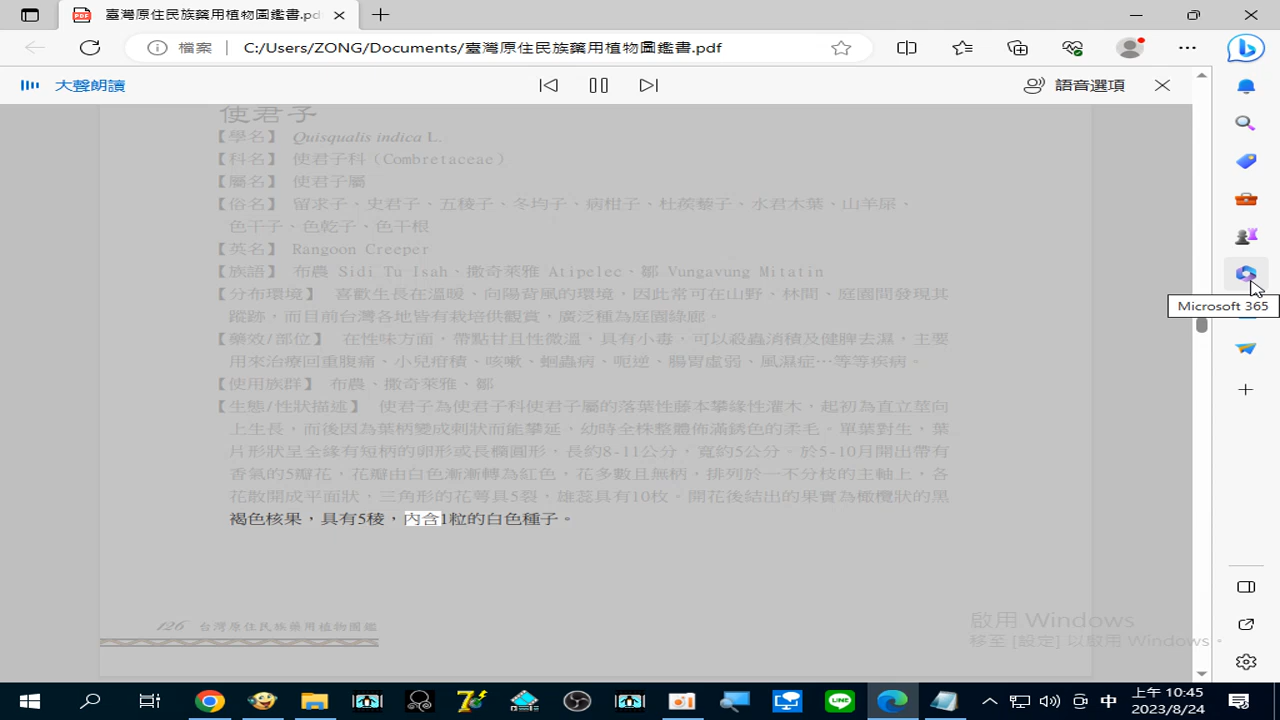 臺灣原住民族藥用植物圖鑑書.pdf
檔案 C:/Users/ZONG/Documents/臺灣原住民族藥用植物圖鑑書.pdf
大聲朗讀 語音選項
使君子
【學名】 Quisqualis indica L.
【科名】 使君子科（Combretaceae）
【屬名】 使君子屬
【俗名】 留求子、史君子、五稜子、冬均子、病柑子、杜蒺藜子、水君木葉、山羊屎、
色干子、色乾子、色干根
【英名】 Rangoon Creeper
【族語】 布農 Sidi Tu Isah、撒奇萊雅 Atipelec、鄒 Vungavung Mitatin
【分布環境】 喜歡生長在溫暖、向陽背風的環境，因此常可在山野、林間、庭園間發現其
蹤跡，而目前台灣各地皆有栽培供觀賞，廣泛種為庭園綠廊。
【藥效/部位】 在性味方面，帶點甘且性微溫，具有小毒，可以殺蟲消積及健脾去濕，主要
用來治療回重腹痛、小兒疳積、咳嗽、蛔蟲病、呃逆、腸胃虛弱、風濕症…等等疾病。
【使用族群】 布農、撒奇萊雅、鄒
【生態/性狀描述】 使君子為使君子科使君子屬的落葉性藤本攀緣性灌木，起初為直立莖向
上生長，而後因為葉柄變成刺狀而能攀延、幼時全株整體佈滿銹色的柔毛。單葉對生，葉
片形狀呈全緣有短柄的卵形或長橢圓形，長約8-11公分，寬約5公分。於5-10月開出帶有
香氣的5瓣花，花瓣由白色漸漸轉為紅色，花多數且無柄，排列於一不分枝的主軸上，各
花散開成平面狀，三角形的花萼具5裂，雄蕊具有10枚。開花後結出的果實為橄欖狀的黑
褐色核果，具有5稜，內含1粒的白色種子。
126 台灣原住民族藥用植物圖鑑
Microsoft 365
啟用 Windows
移至 [設定] 以啟用 Windows。
中
上午 10:45
2023/8/24